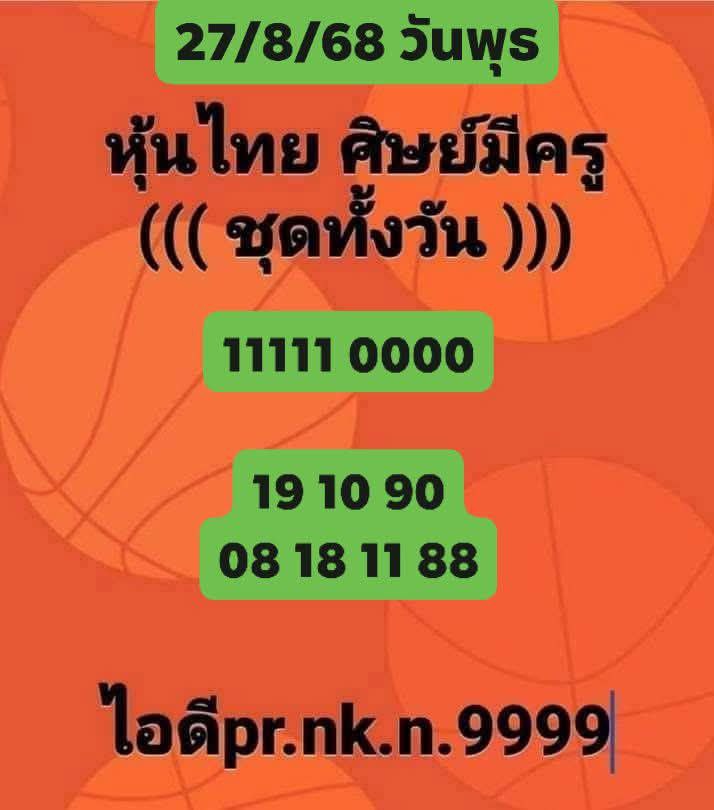 27/8/68 วันพุธ
หุ้นไทย ศิษย์มีครู
((( ชุดทั้งวัน )))
11111 0000
19 10 90
08 18 11 88
ไอดีpr.nk.n.9999